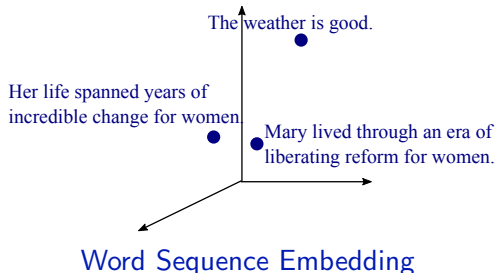 The weather is good.
Her life spanned years of
incredible change for women.
Mary lived through an era of
liberating reform for women.
Word Sequence Embedding